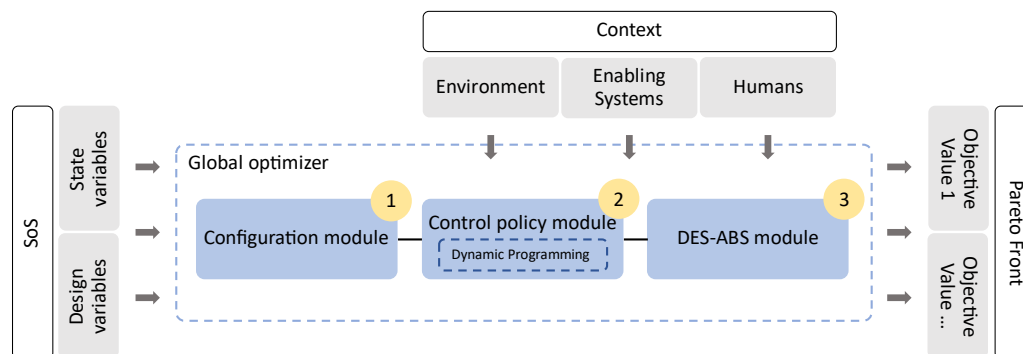 Context
Environment
Enabling
Systems
Humans
SoS
State
variables
Design
variables
Global optimizer
1
Configuration module
2
Control policy module
Dynamic Programming
3
DES-ABS module
Objective
Value 1
Objective
Value ...
Pareto Front